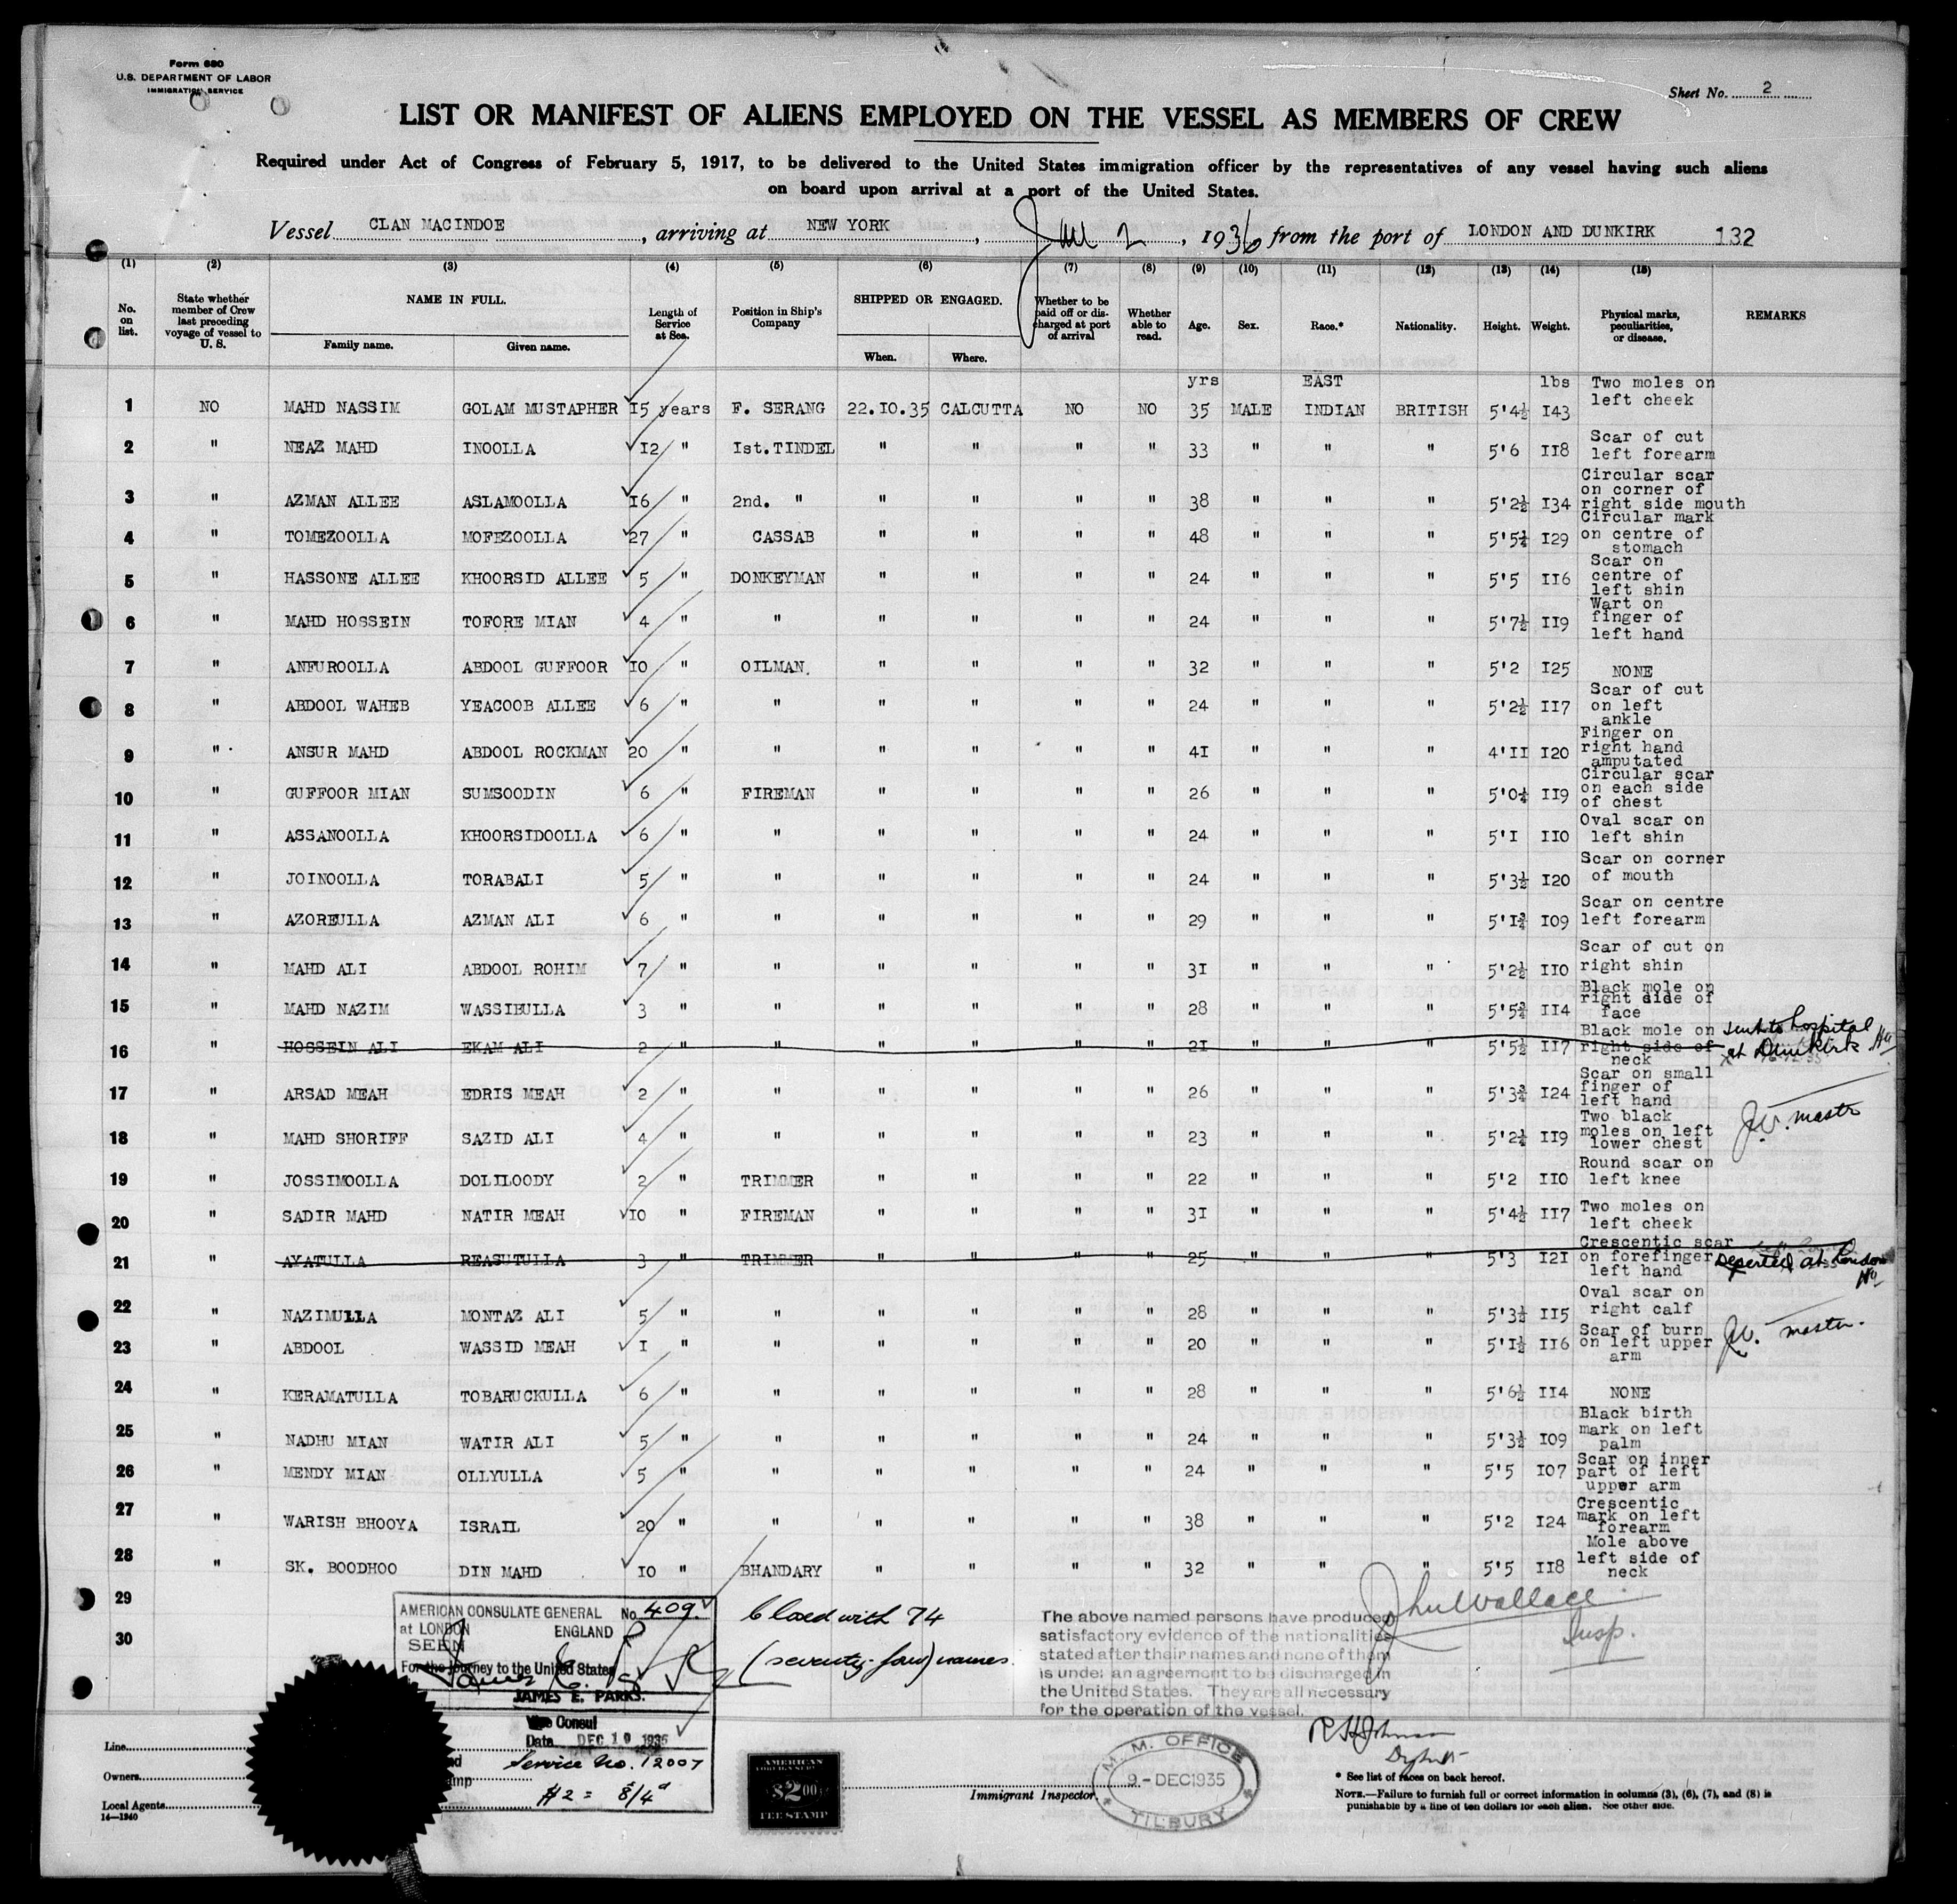 Form 680
U.S. DEPARTMENT OF LABOR
IMMIGRATION SERVICE
Sheet No. 2
LIST OR MANIFEST OF ALIENS EMPLOYED ON THE VESSEL AS MEMBERS OF CREW
Required under Act of Congress of February 5, 1917, to be delivered to the United States immigration officer by the representatives of any vessel having such aliens
on board upon arrival at a port of the United States.
Vessel CLAN MACINDOE, arriving at NEW YORK, Jan 2, 1936 from the port of LONDON AND DUNKIRK 132
(1) (2) (3) (4) (5) (6) (7) (8) (9) (10) (11) (12) (13) (14) (15)
No. on list. State whether member of Crew last preceding voyage of vessel to U. S. NAME IN FULL. Family name. Given name. Length of Service at Sea. Position in Ship's Company SHIPPED OR ENGAGED. When. Where. Whether to be paid off or discharged at port of arrival Whether able to read. Age. Sex. Race.* Nationality. Height. Weight. Physical marks, peculiarities, or disease. REMARKS
yrs EAST lbs
1 NO MAHD NASSIM GOLAM MUSTAPHER 15 years F. SERANG 22.10.35 CALCUTTA NO NO 35 MALE INDIAN BRITISH 5'4½ 143 Two moles on left cheek
2 " NEAZ MAHD INOOLLA 12 " Ist. TINDEL " " " " 33 " " " 5'6 118 Scar of cut left forearm
3 " AZMAN ALLEE ASLAMOOLLA 16 " 2nd. " " " " " 38 " " " 5'2½ 134 Circular scar on corner of right side mouth
4 " TOMEZOOLLA MOFEZOOLLA 27 " CASSAB " " " " 48 " " " 5'5¼ 129 Circular mark on centre of stomach
5 " HASSONE ALLEE KHOORSID ALLEE 5 " DONKEYMAN " " " " 24 " " " 5'5 116 Scar on centre of left shin
6 " MAHD HOSSEIN TOFORE MIAN 4 " " " " " " 24 " " " 5'7½ 119 Wart on finger of left hand
7 " ANFUROOLLA ABDOOL GUFFOOR 10 " OILMAN. " " " " 32 " " " 5'2 125 NONE
8 " ABDOOL WAHEB YEACOOB ALLEE 6 " " " " " " 24 " " " 5'2½ 117 Scar of cut on left ankle
9 " ANSUR MAHD ABDOOL ROCKMAN 20 " " " " " " 41 " " " 4'11 120 Finger on right hand amputated
10 " GUFFOOR MIAN SUMSOODIN 6 " FIREMAN " " " " 26 " " " 5'0¼ 119 Circular scar on each side of chest
11 " ASSANOOLLA KHOORSIDOOLLA 6 " " " " " " 24 " " " 5'1 110 Oval scar on left shin
12 " JOINOOLLA TORABALI 5 " " " " " " 24 " " " 5'3½ 120 Scar on corner of mouth
13 " AZOREULLA AZMAN ALI 6 " " " " " " 29 " " " 5'1¾ 109 Scar on centre left forearm
14 " MAHD ALI ABDOOL ROHIM 7 " " " " " " 31 " " " 5'2½ 110 Scar of cut on right shin
15 " MAHD NAZIM WASSIBULLA 3 " " " " " " 28 " " " 5'5¾ 114 Black mole on right side of face
16 " HOSSEIN ALI EKAM ALI 2 " " " " " " 21 " " " 5'5½ 117 Black mole on right side of neck Sent to hospital at Dunkirk
17 " ARSAD MEAH EDRIS MEAH 2 " " " " " " 26 " " " 5'3¾ 124 Scar on small finger of left hand
18 " MAHD SHORIFF SAZID ALI 4 " " " " " " 23 " " " 5'2¼ 119 Two black moles on left lower chest J.W. master
19 " JOSSIMOOLLA DOLILOODY 2 " TRIMMER " " " " 22 " " " 5'2 110 Round scar on left knee
20 " SADIR MAHD NATIR MEAH 10 " FIREMAN " " " " 31 " " " 5'4½ 117 Two moles on left cheek
21 " AYATULLA REASUTULLA 3 " TRIMMER " " " " 25 " " " 5'3 121 Crescentic scar on forefinger left hand Deserted at London
22 " NAZIMULLA MONTAZ ALI 5 " " " " " " 28 " " " 5'3½ 115 Oval scar on right calf
23 " ABDOOL WASSID MEAH 1 " " " " " " 20 " " " 5'1½ 116 Scar of burn on left upper arm J.W. master.
24 " KERAMATULLA TOBARUCKULLA 6 " " " " " " 28 " " " 5'6½ 114 NONE
25 " NADHU MIAN WATIR ALI 5 " " " " " " 24 " " " 5'3½ 109 Black birth mark on left palm
26 " MENDY MIAN OLLYULLA 5 " " " " " " 24 " " " 5'5 107 Scar on inner part of left upper arm
27 " WARISH BHOOYA ISRAIL 20 " " " " " " 38 " " " 5'2 124 Crescentic mark on left forearm
28 " SK. BOODHOO DIN MAHD 10 " BHANDARY " " " " 32 " " " 5'5 118 Mole above left side of neck
29
30
AMERICAN CONSULATE GENERAL No. 409.
at LONDON ENGLAND
SEEN
For the journey to the United States
JAMES E. PARKS.
Vice Consul
Date DEC 10 1935
Service No. 12007
$2 = 8/4d
Closed with 74
(seventy-four) names
The above named persons have produced
satisfactory evidence of the nationalities
stated after their names and none of them
is under an agreement to be discharged in
the United States. They are all necessary
for the operation of the vessel.
John Wallace
Insp.
Line
Owners
Local Agents
14—1940
AMERICAN
FOREIGN SERVICE
$2.00
FEE STAMP
Immigrant Inspector.
M. M. OFFICE
9.-DEC1935
TILBURY
* See list of races on back hereof.
NOTE.—Failure to furnish full or correct information in columns (3), (6), (7), and (8) is
punishable by a fine of ten dollars for each alien. See other side.